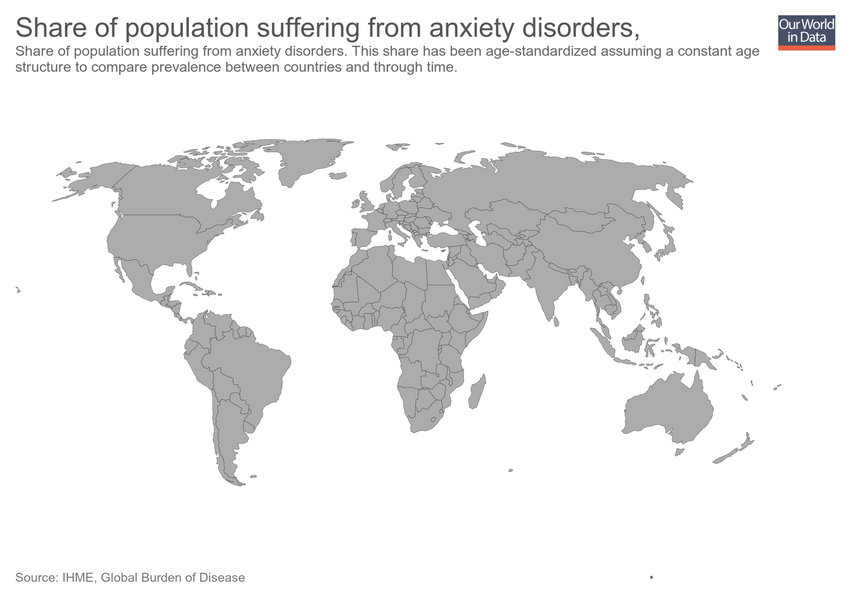 Share of population suffering from anxiety disorders,
Our World
in Data
Share of population suffering from anxiety disorders. This share has been age-standardized assuming a constant age
structure to compare prevalence between countries and through time.
Source: IHME, Global Burden of Disease
•